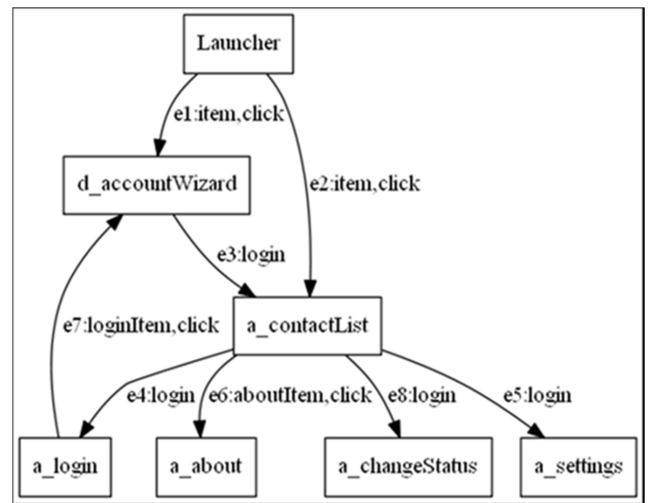 Launcher
e1:item,click
d_accountWizard
e2:item,click
e3:login
e7:loginItem,click
a_contactList
e4:login
e6:aboutItem,click
e8:login
e5:login
a_login
a_about
a_changeStatus
a_settings